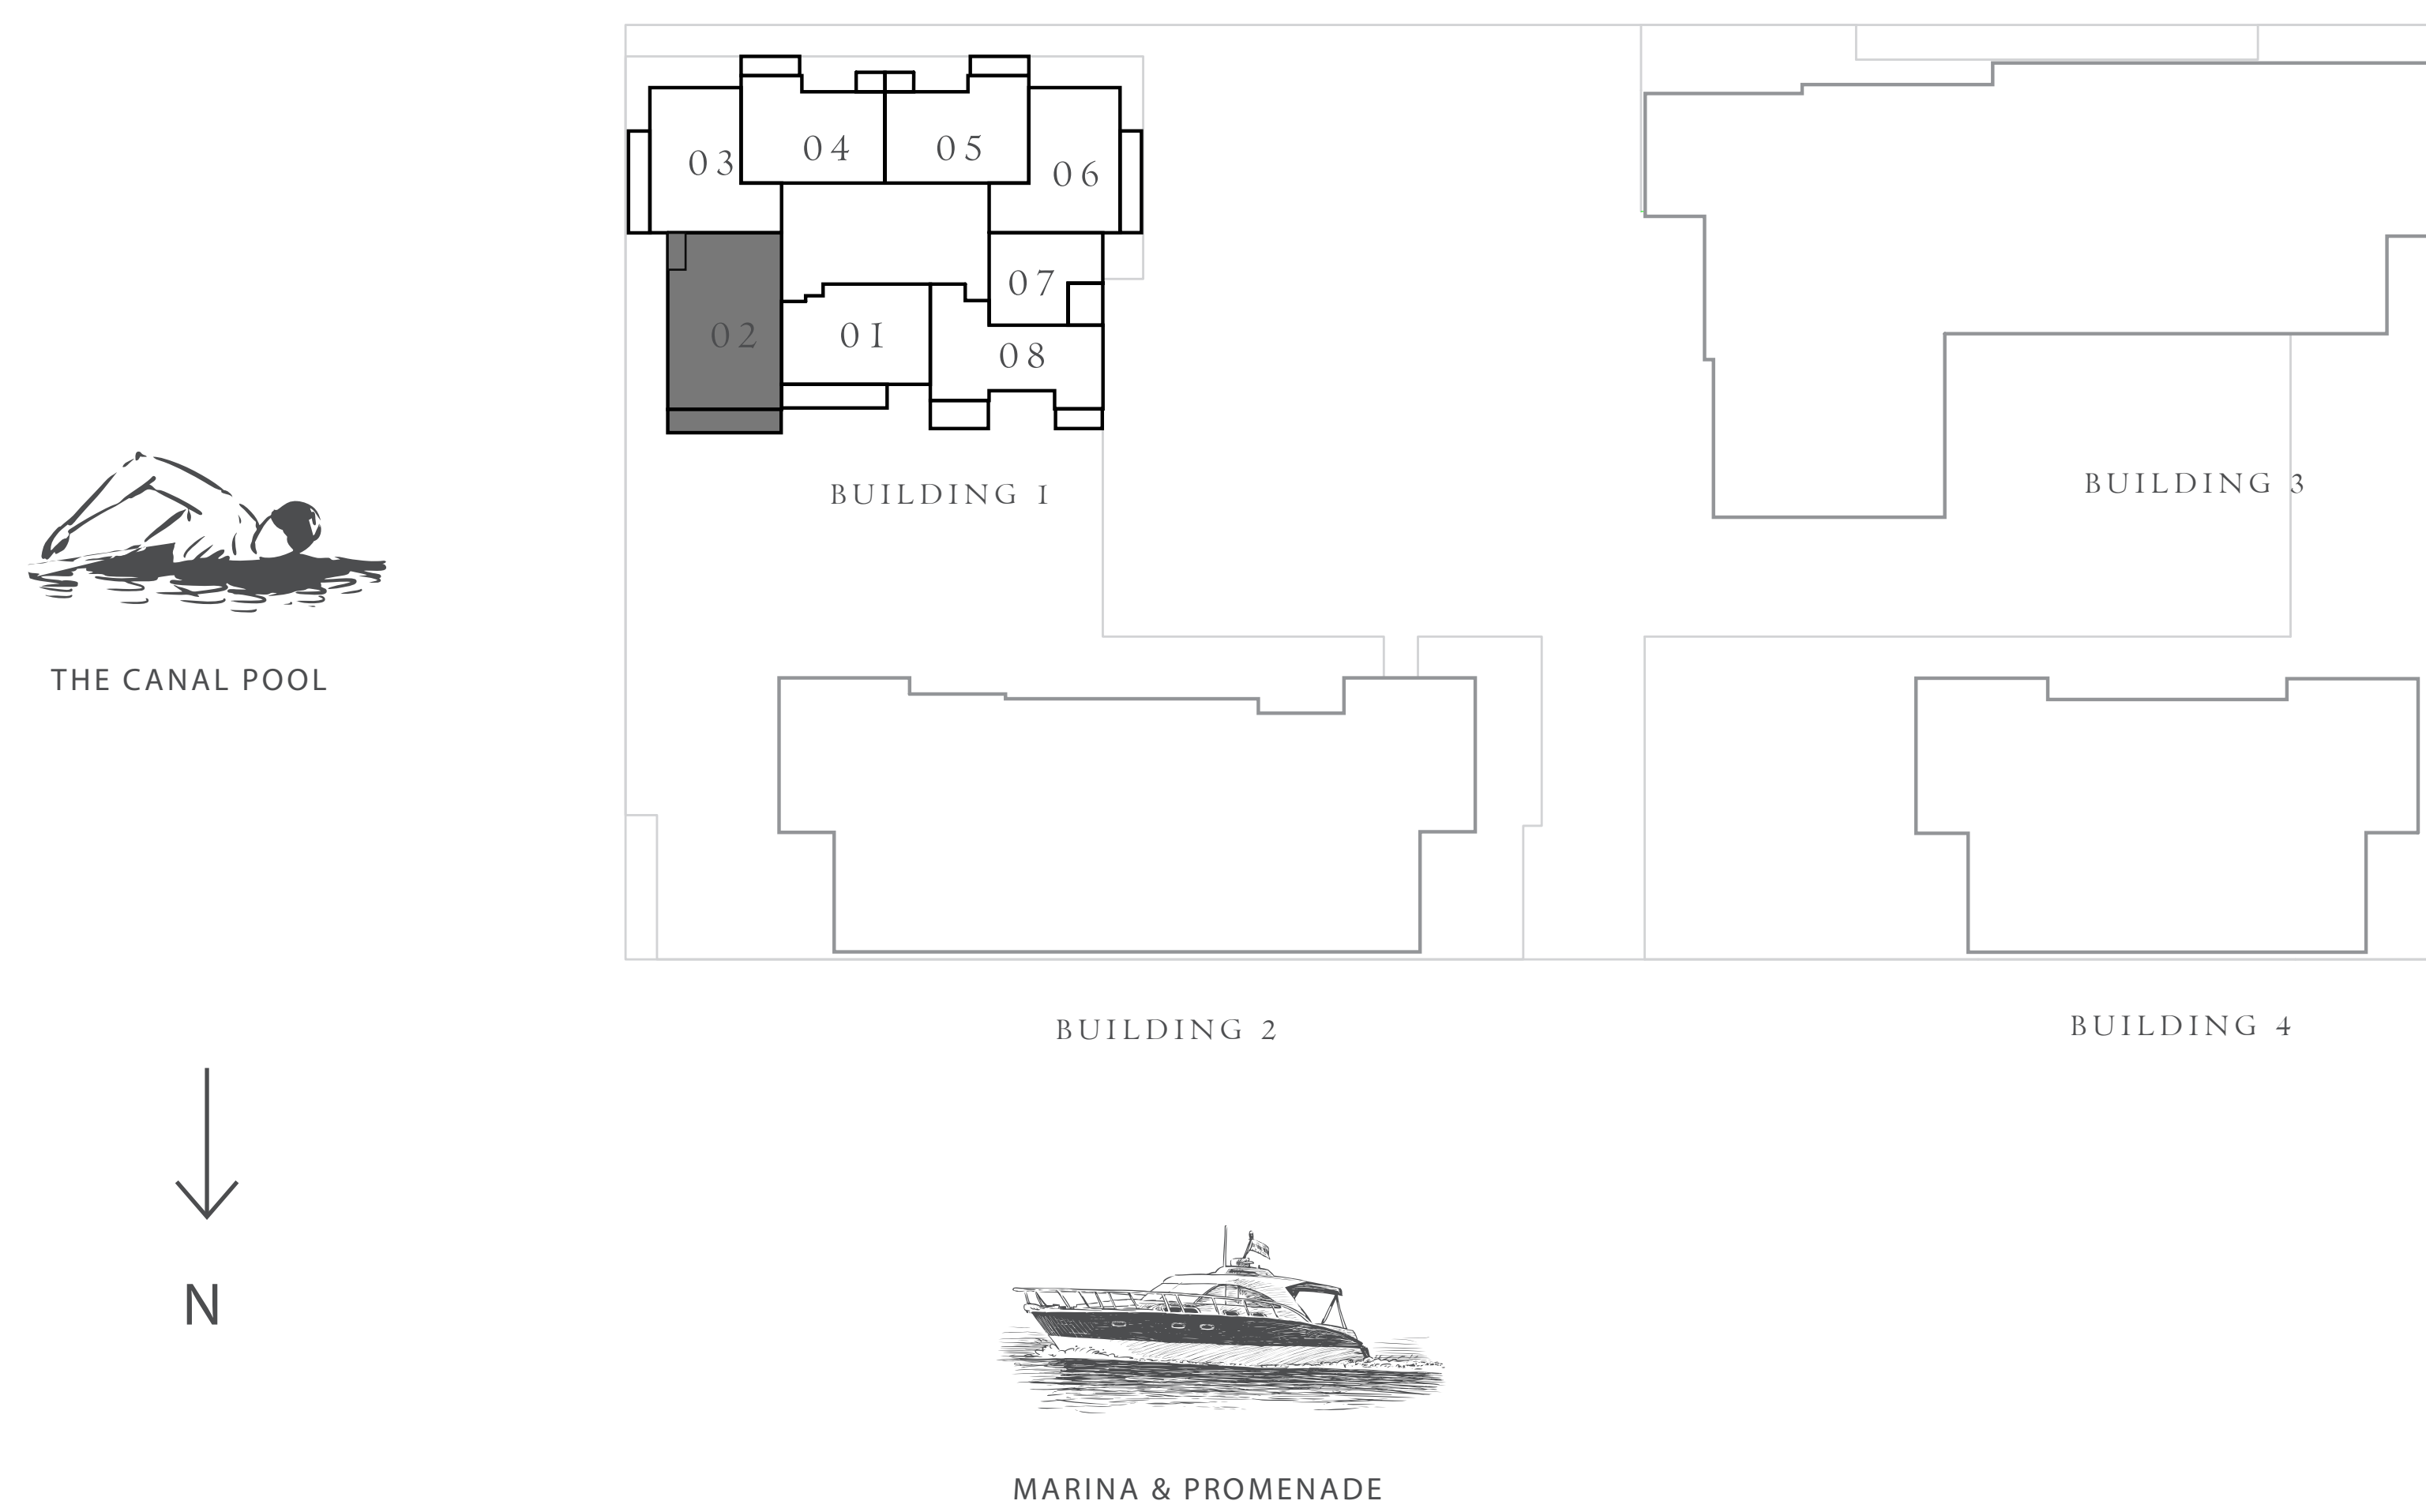 04
05
03
06
07
02
01
08
BUILDING 1
BUILDING 3
THE CANAL POOL
BUILDING 2
BUILDING 4
N
MARINA & PROMENADE